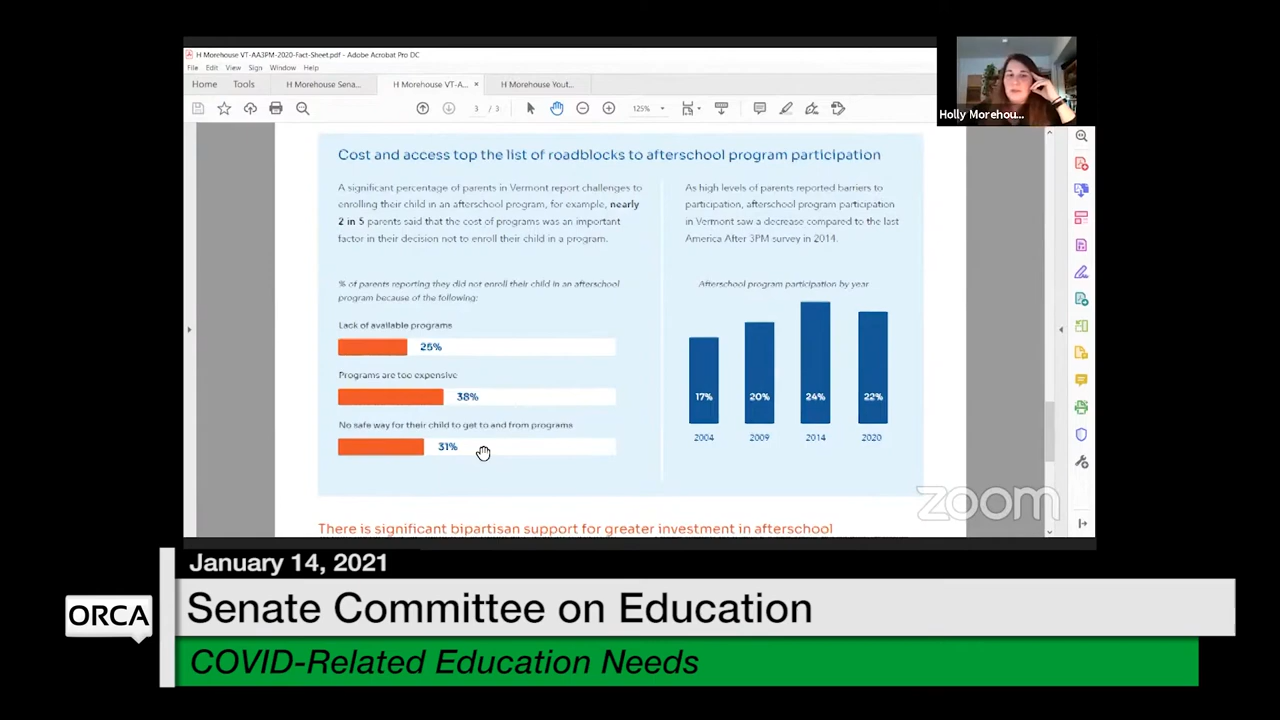 H Morehouse VT-AA3PM-2020-Fact-Sheet.pdf - Adobe Acrobat Pro DC
File Edit View Sign Window Help
Home Tools H Morehouse Sena... H Morehouse VT-A... × H Morehouse Yout...
3 / 3 125%
Holly Morehou...
Cost and access top the list of roadblocks to afterschool program participation
A significant percentage of parents in Vermont report challenges to
enrolling their child in an afterschool program, for example, nearly
2 in 5 parents said that the cost of programs was an important
factor in their decision not to enroll their child in a program.
% of parents reporting they did not enroll their child in an afterschool
program because of the following:
Lack of available programs
25%
Programs are too expensive
38%
No safe way for their child to get to and from programs
31%
As high levels of parents reported barriers to
participation, afterschool program participation
in Vermont saw a decrease compared to the last
America After 3PM survey in 2014.
Afterschool program participation by year
17% 20% 24% 22%
2004 2009 2014 2020
zoom
There is significant bipartisan support for greater investment in afterschool
January 14, 2021
ORCA
Senate Committee on Education
COVID-Related Education Needs